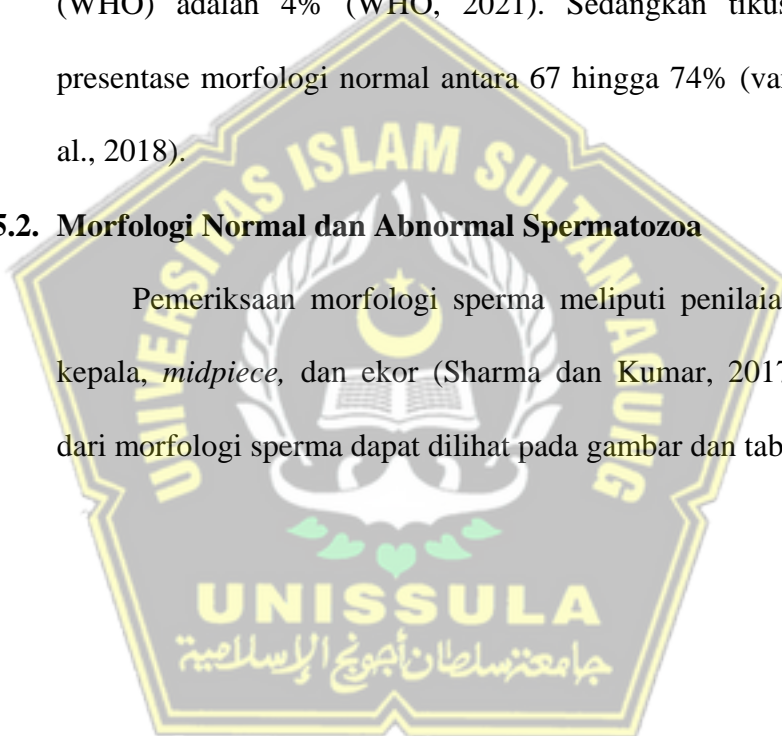 (WHO) adalah 4% (WHO, 2021). Sedangkan tikus
presentase morfologi normal antara 67 hingga 74% (va
al., 2018).
5.2. Morfologi Normal dan Abnormal Spermatozoa
Pemeriksaan morfologi sperma meliputi penilaia
kepala, midpiece, dan ekor (Sharma dan Kumar, 2017
dari morfologi sperma dapat dilihat pada gambar dan tab
UNIVERSITAS ISLAM SULTAN AGUNG
UNISSULA
جامعنسلطان أجونج الإسلامية